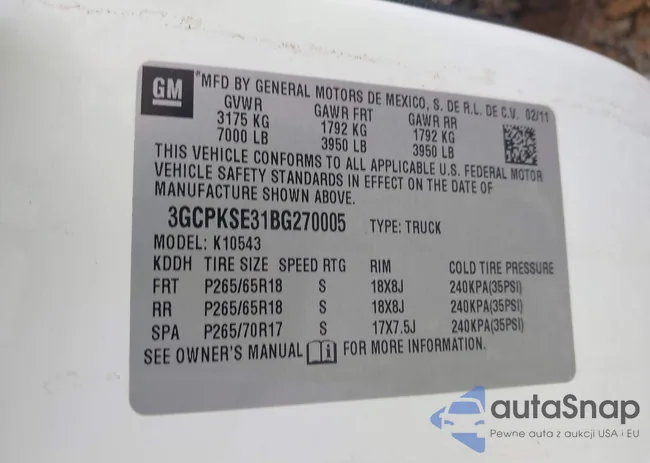 GM
"MFD BY GENERAL MOTORS DE MEXICO, S. DE R.L. DE C.V. 02/11
GVWR GAWR FRT GAWR RR
3175 KG 1792 KG 1792 KG
7000 LB 3950 LB 3950 LB
THIS VEHICLE CONFORMS TO ALL APPLICABLE U.S. FEDERAL MOTOR
VEHICLE SAFETY STANDARDS IN EFFECT ON THE DATE OF
MANUFACTURE SHOWN ABOVE.
3GCPKSE31BG270005 TYPE: TRUCK
MODEL: K10543
KDDH TIRE SIZE SPEED RTG RIM COLD TIRE PRESSURE
FRT P265/65R18 S 18X8J 240KPA(35PSI)
RR P265/65R18 S 18X8J 240KPA(35PSI)
SPA P265/70R17 S 17X7.5J 240KPA(35PSI)
SEE OWNER'S MANUAL FOR MORE INFORMATION.
autaSnap
Pewne auta z aukcji USA i EU